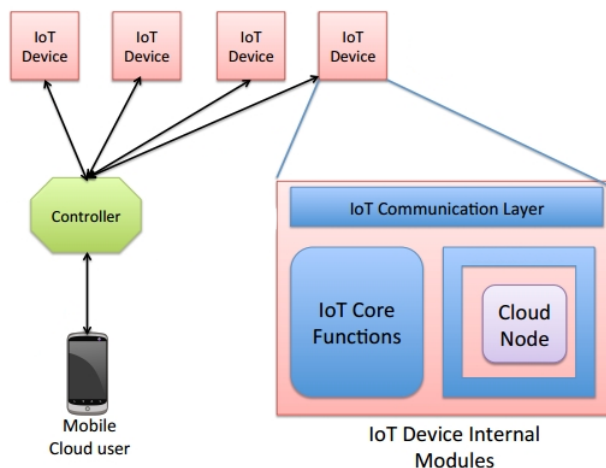 IoT
Device
IoT
Device
IoT
Device
IoT
Device
Controller
Mobile
Cloud user
IoT Communication Layer
IoT Core
Functions
Cloud
Node
IoT Device Internal
Modules